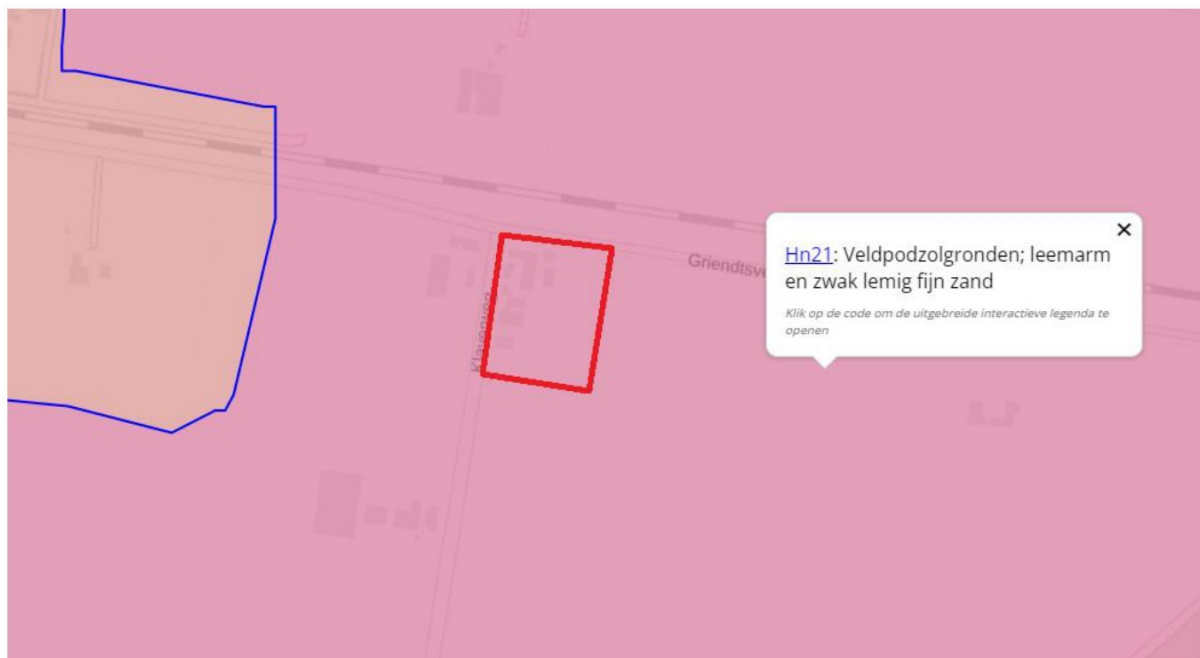 Griendtsve
Hn21: Veldpodzolgronden; leemarm
en zwak lemig fijn zand
Klik op de code om de uitgebreide interactieve legenda te
openen
Klavenweg